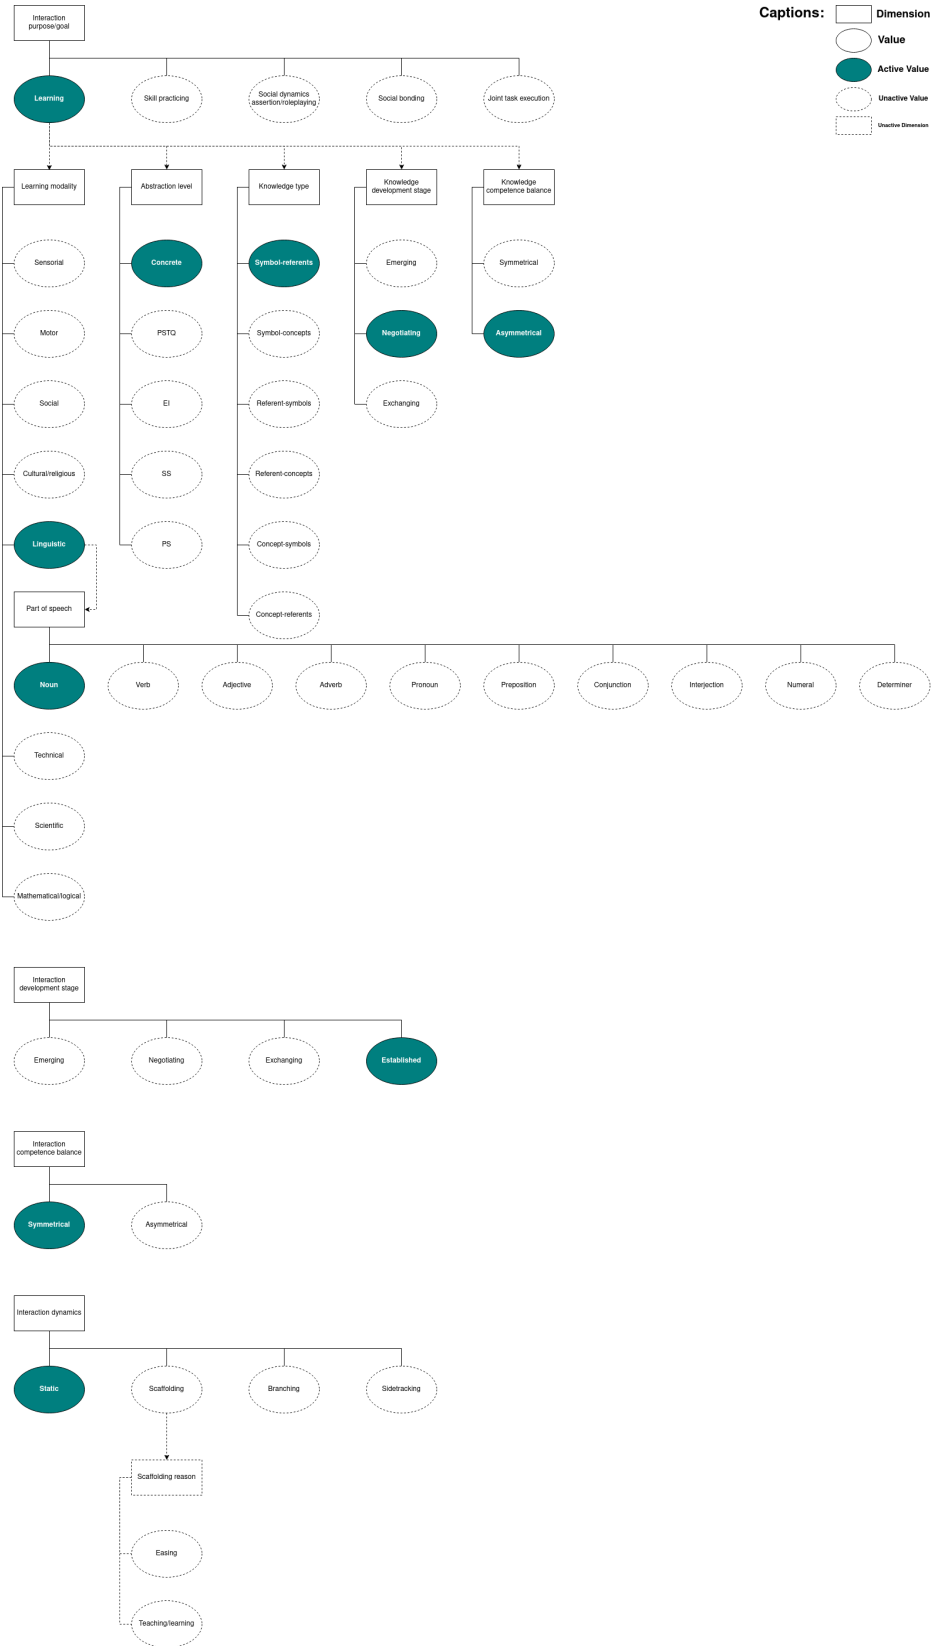 Interaction
purpose/goal
Captions:
Dimension
Value
Active Value
Unactive Value
Unactive Dimension
Learning
Skill practicing
Social dynamics
assertion/roleplaying
Social bonding
Joint task execution
Learning modality
Abstraction level
Knowledge type
Knowledge
development stage
Knowledge
competence balance
Sensorial
Concrete
Symbol-referents
Emerging
Symmetrical
Motor
PSTQ
Symbol-concepts
Negotiating
Asymmetrical
Social
EI
Referent-symbols
Exchanging
Cultural/religious
SS
Referent-concepts
Linguistic
PS
Concept-symbols
Part of speech
Concept-referents
Noun
Verb
Adjective
Adverb
Pronoun
Preposition
Conjunction
Interjection
Numeral
Determiner
Technical
Scientific
Mathematical/logical
Interaction
development stage
Emerging
Negotiating
Exchanging
Established
Interaction
competence balance
Symmetrical
Asymmetrical
Interaction dynamics
Static
Scaffolding
Branching
Sidetracking
Scaffolding reason
Easing
Teaching/learning